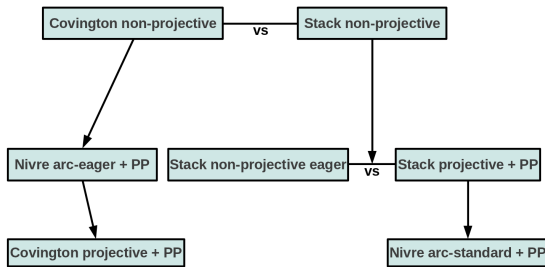 Covington non-projective
vs
Stack non-projective
Nivre arc-eager + PP
Stack non-projective eager
vs
Stack projective + PP
Covington projective + PP
Nivre arc-standard + PP